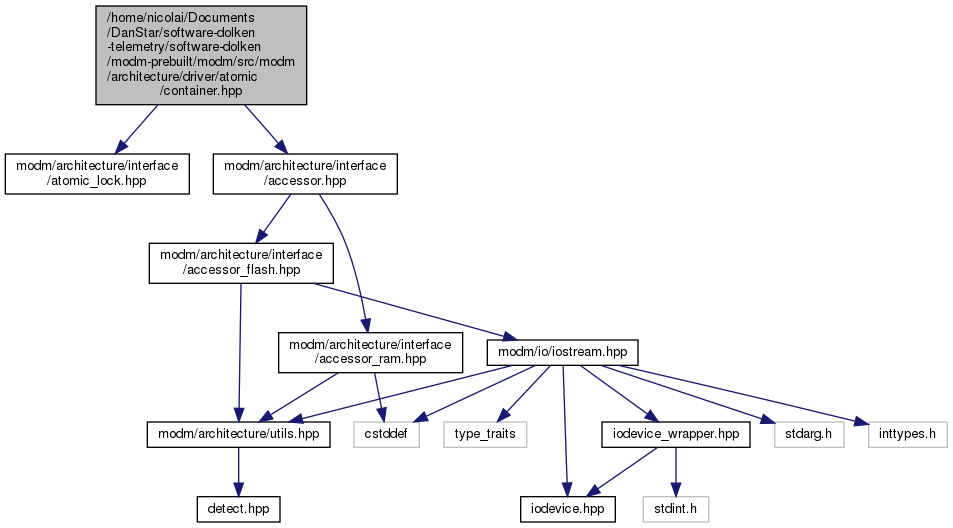 /home/nicolai/Documents
/DanStar/software-dolken
-telemetry/software-dolken
/modm-prebuilt/modm/src/modm
/architecture/driver/atomic
/container.hpp
modm/architecture/interface
/atomic_lock.hpp
modm/architecture/interface
/accessor.hpp
modm/architecture/interface
/accessor_flash.hpp
modm/architecture/interface
/accessor_ram.hpp
modm/io/iostream.hpp
modm/architecture/utils.hpp
cstddef
type_traits
iodevice_wrapper.hpp
stdarg.h
inttypes.h
detect.hpp
iodevice.hpp
stdint.h